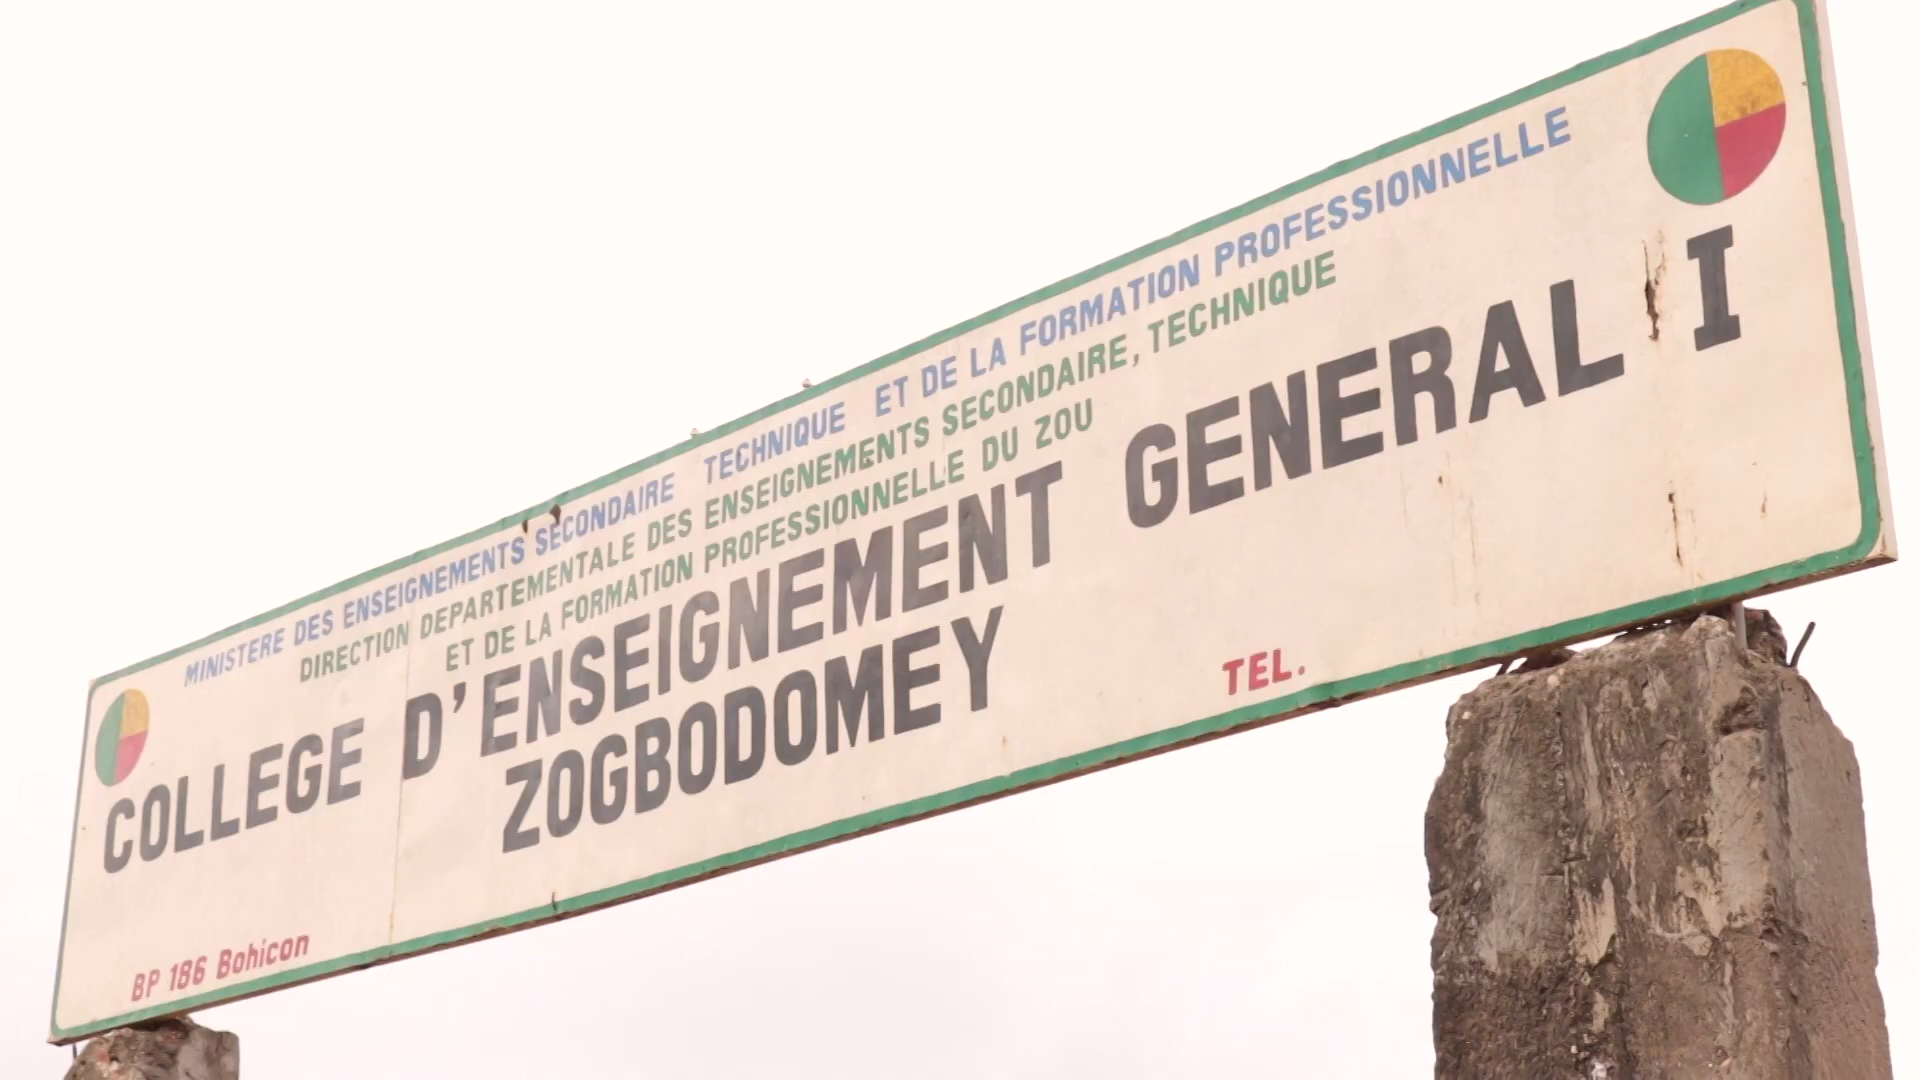 MINISTERE DES ENSEIGNEMENTS SECONDAIRE TECHNIQUE ET DE LA FORMATION PROFESSIONNELLE
DIRECTION DEPARTEMENTALE DES ENSEIGNEMENTS SECONDAIRE, TECHNIQUE
ET DE LA FORMATION PROFESSIONNELLE DU ZOU
COLLEGE D'ENSEIGNEMENT GENERAL I
ZOGBODOMEY
TEL.
BP 186 Bohicon